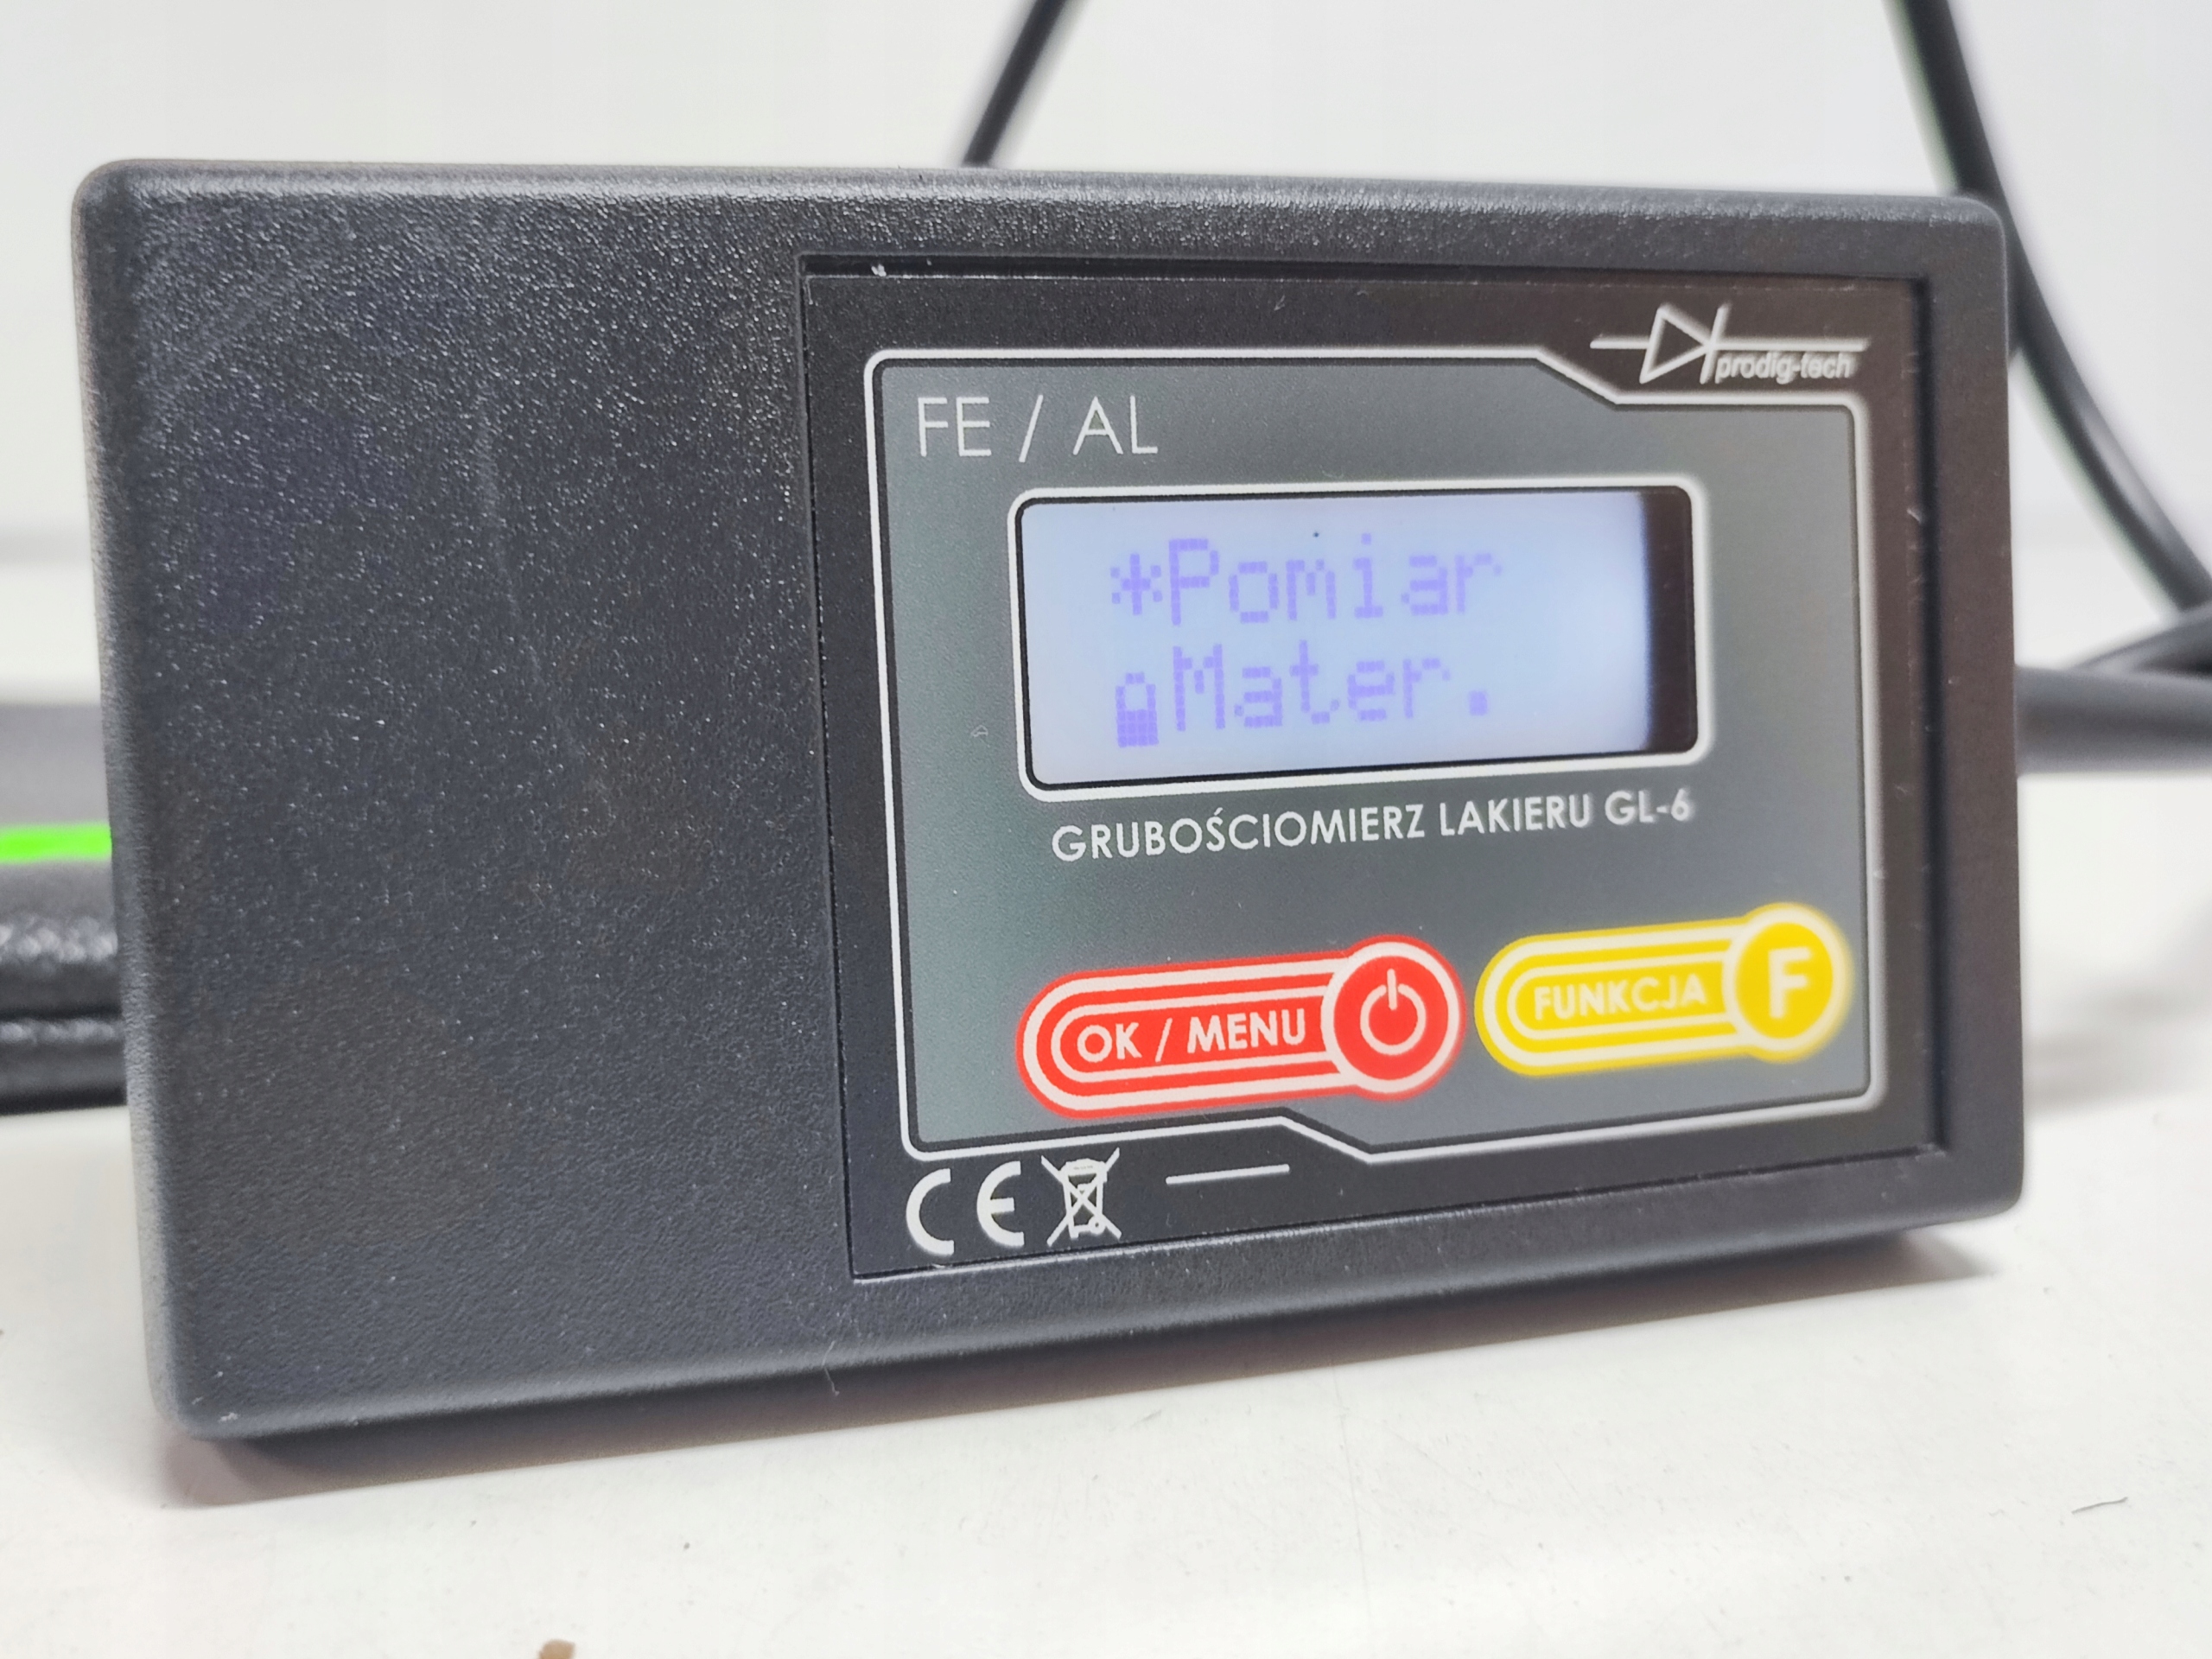 prodig-tech
FE / AL
*Pomiar
Mater.
GRUBOŚCIOMIERZ LAKIERU GL-6
OK / MENU
FUNKCJA F
CE